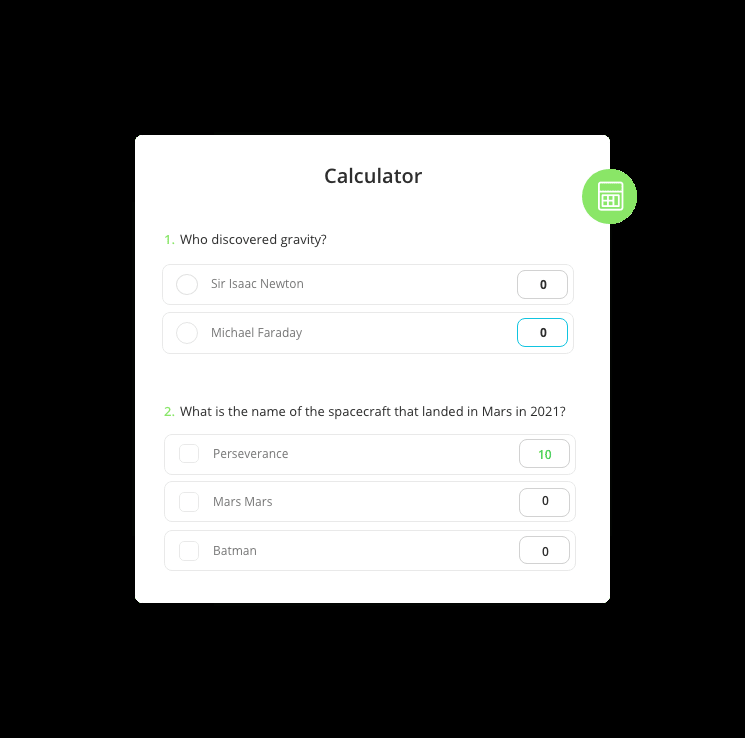 Calculator
1. Who discovered gravity?
Sir Isaac Newton 0
Michael Faraday 0
2. What is the name of the spacecraft that landed in Mars in 2021?
Perseverance 10
Mars Mars 0
Batman 0